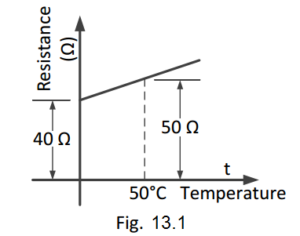 Resistance
(Ω)
40 Ω
50 Ω
t
50°C Temperature
Fig. 13.1